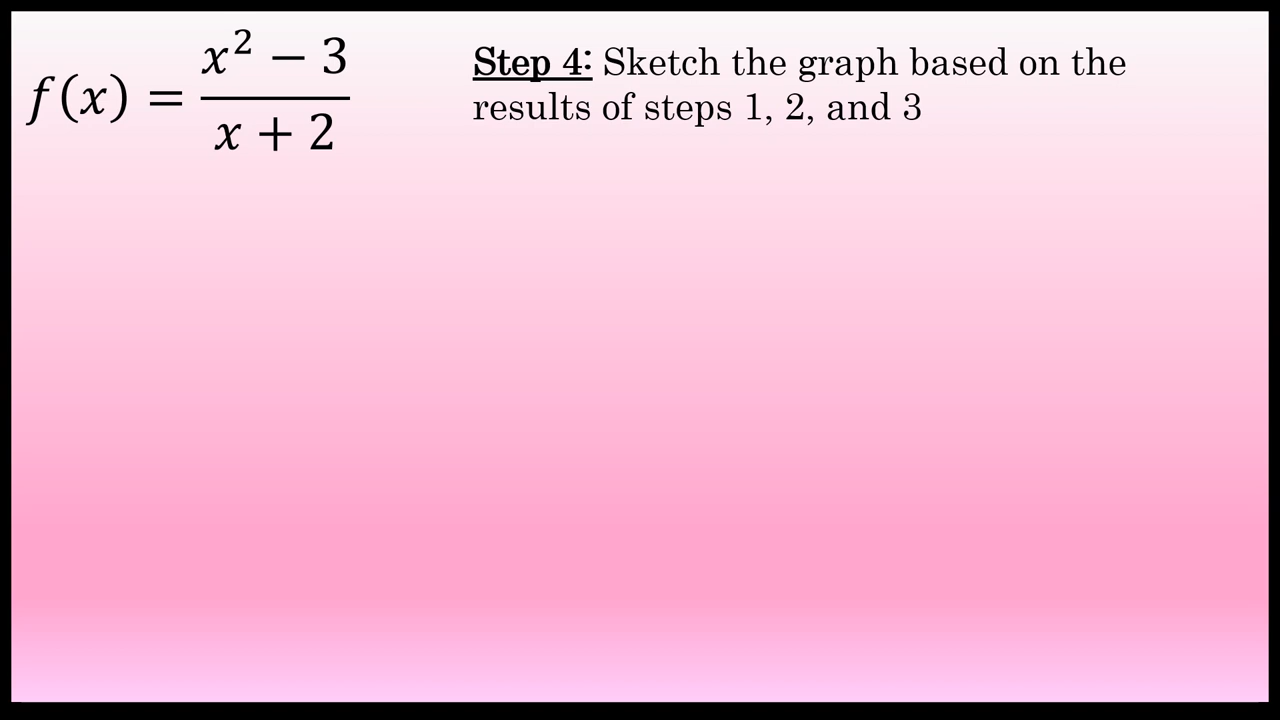 f(x) = (x² − 3)/(x + 2)
Step 4: Sketch the graph based on the
results of steps 1, 2, and 3